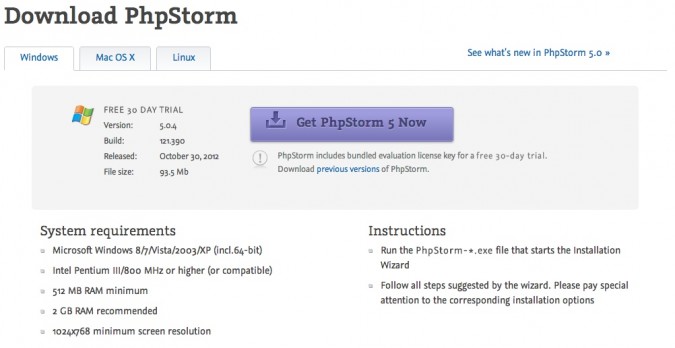 Download PhpStorm
Windows
Mac OS X
Linux
See what's new in PhpStorm 5.0 »
FREE 30 DAY TRIAL
Version: 5.0.4
Build: 121.390
Released: October 30, 2012
File size: 93.5 Mb
Get PhpStorm 5 Now
PhpStorm includes bundled evaluation license key for a free 30-day trial.
Download previous versions of PhpStorm.
System requirements
Microsoft Windows 8/7/Vista/2003/XP (incl.64-bit)
Intel Pentium III/800 MHz or higher (or compatible)
512 MB RAM minimum
2 GB RAM recommended
1024x768 minimum screen resolution
Instructions
Run the PhpStorm-*.exe file that starts the Installation
Wizard
Follow all steps suggested by the wizard. Please pay special
attention to the corresponding installation options